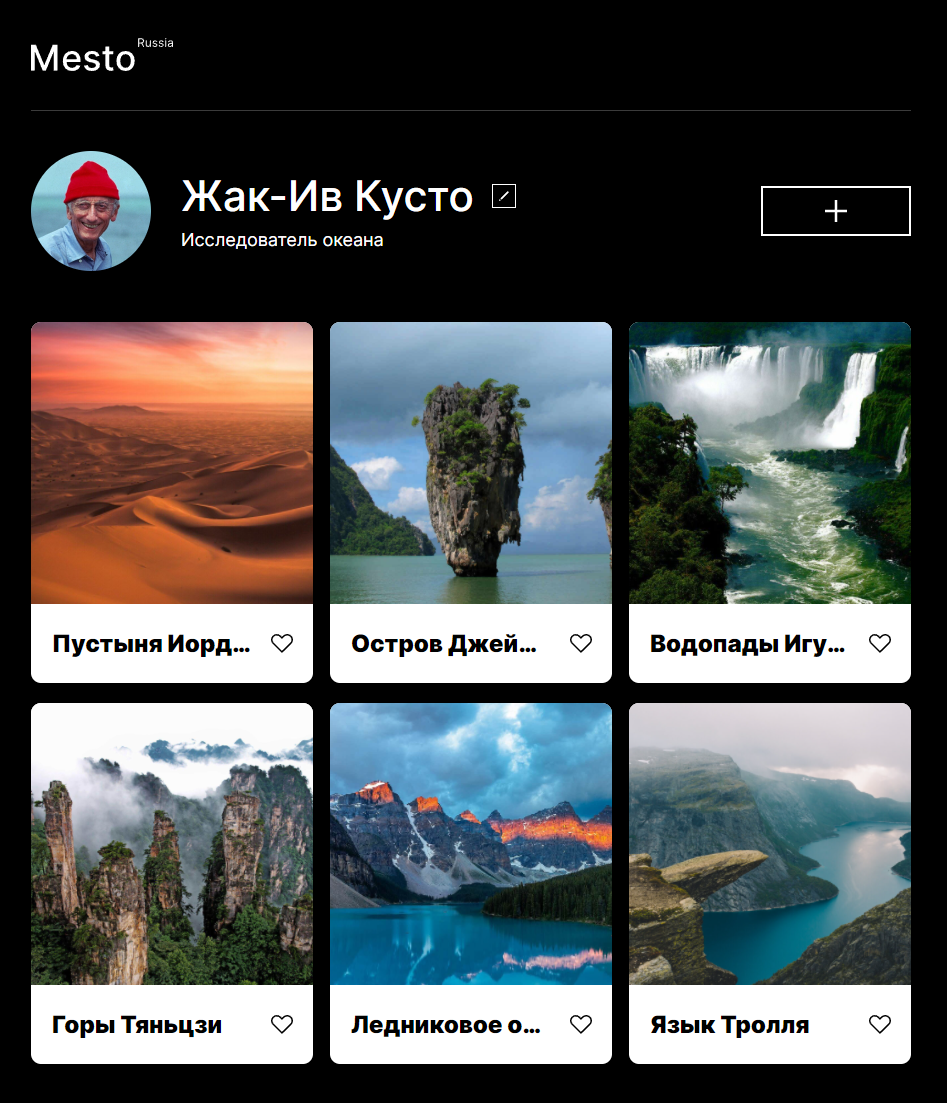 Mesto Russia
Жак-Ив Кусто
Исследователь океана
Пустыня Иорд...
Остров Джей...
Водопады Игу...
Горы Тяньцзи
Ледниковое о...
Язык Тролля